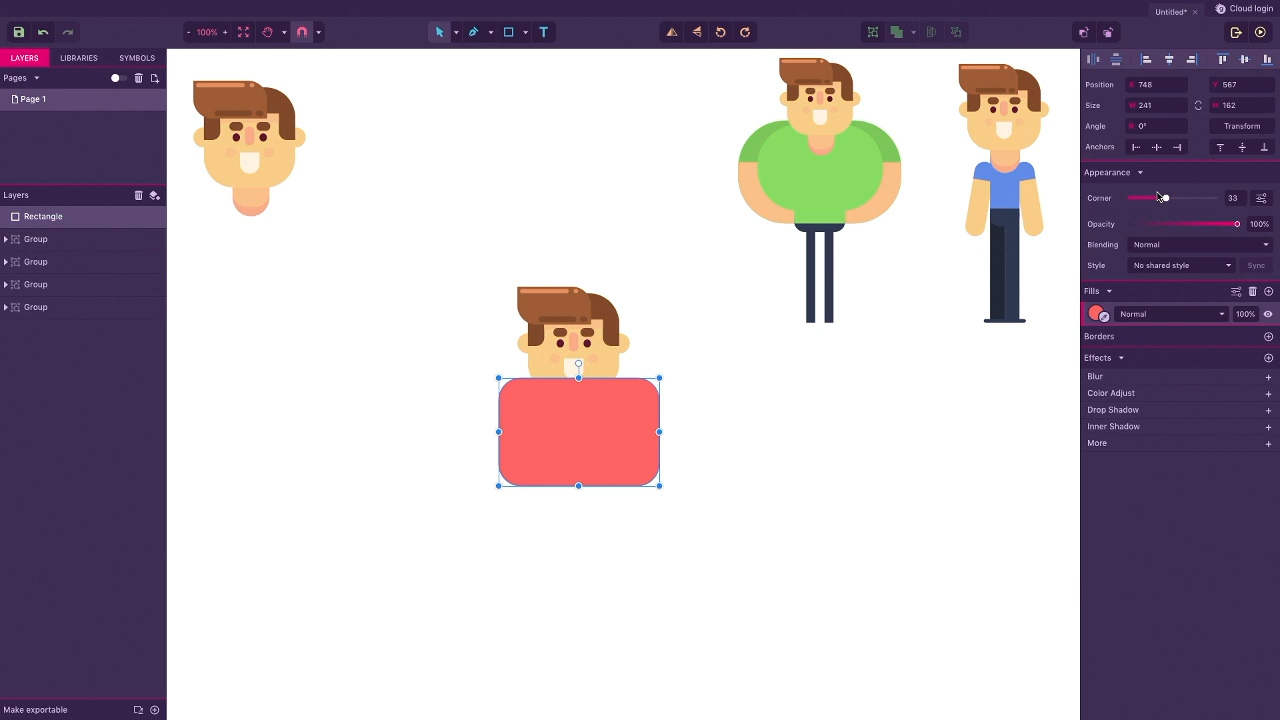 Untitled*
Cloud login
- 100% +
T
LAYERS LIBRARIES SYMBOLS
Pages
Page 1
Layers
Rectangle
Group
Group
Group
Group
Make exportable
Position X 748 Y 567
Size W 241 H 162
Angle R 0° Transform
Anchors
Appearance
Corner 33
Opacity 100%
Blending Normal
Style No shared style Sync
Fills
Normal 100%
Borders
Effects
Blur +
Color Adjust +
Drop Shadow +
Inner Shadow +
More +